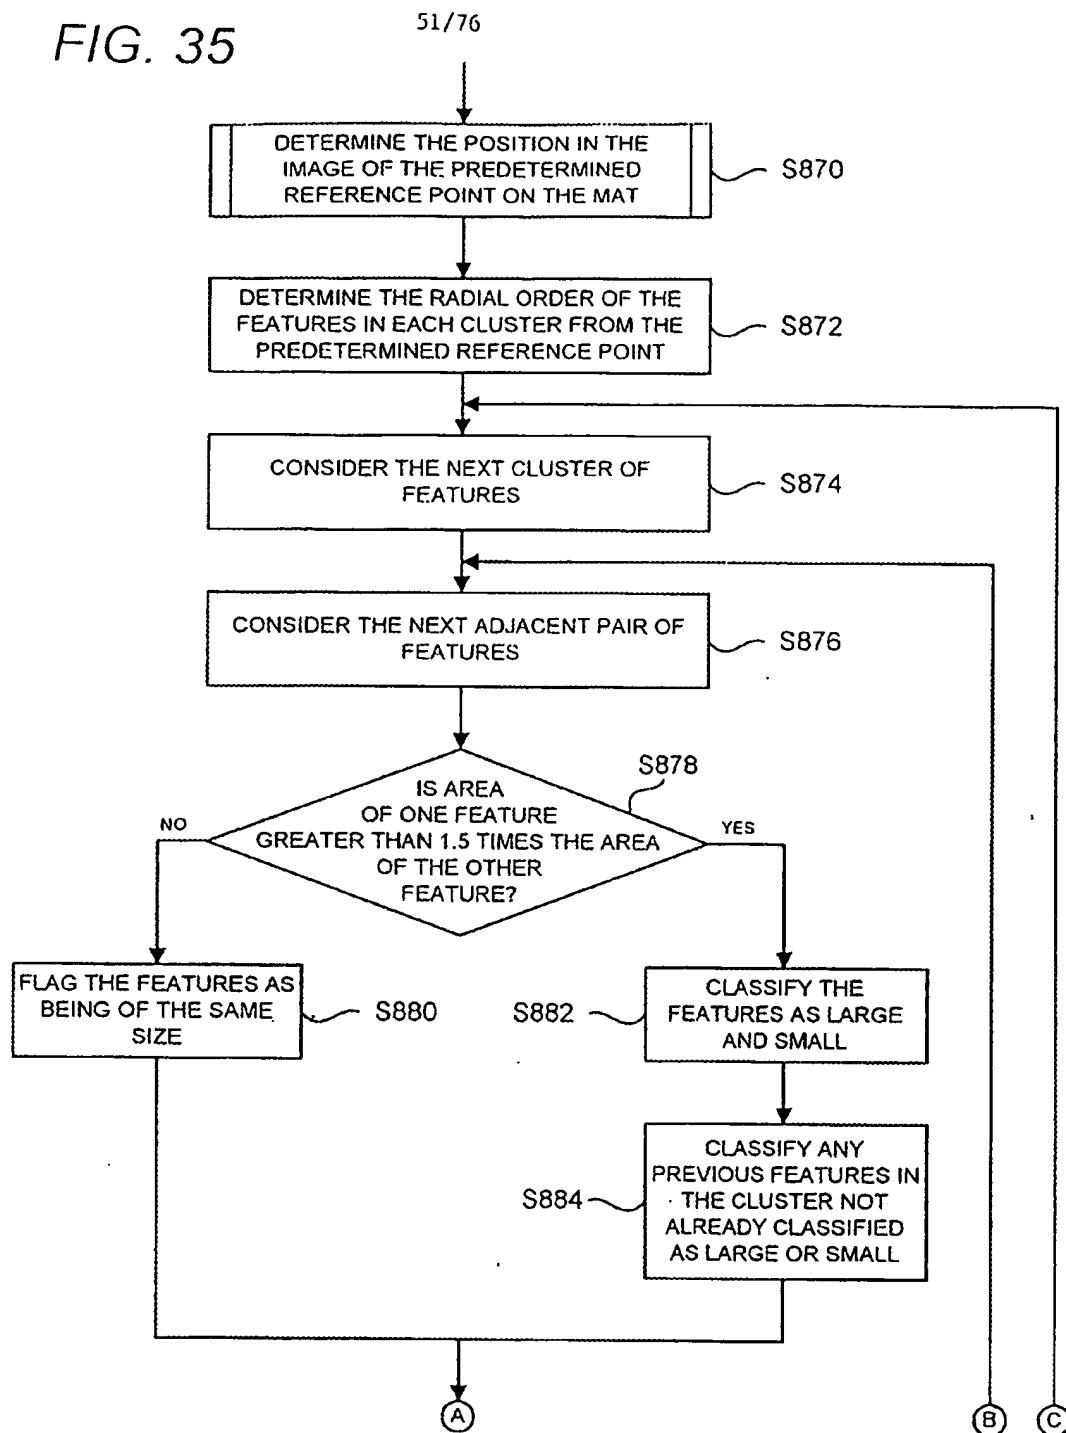 FIG. 35
51/76
DETERMINE THE POSITION IN THE
IMAGE OF THE PREDETERMINED
REFERENCE POINT ON THE MAT
S870
DETERMINE THE RADIAL ORDER OF THE
FEATURES IN EACH CLUSTER FROM THE
PREDETERMINED REFERENCE POINT
S872
CONSIDER THE NEXT CLUSTER OF
FEATURES
S874
CONSIDER THE NEXT ADJACENT PAIR OF
FEATURES
S876
S878
IS AREA
OF ONE FEATURE
GREATER THAN 1.5 TIMES THE AREA
OF THE OTHER
FEATURE?
NO
YES
FLAG THE FEATURES AS
BEING OF THE SAME
SIZE
S880
S882
CLASSIFY THE
FEATURES AS LARGE
AND SMALL
S884
CLASSIFY ANY
PREVIOUS FEATURES IN
THE CLUSTER NOT
ALREADY CLASSIFIED
AS LARGE OR SMALL
A
B
C